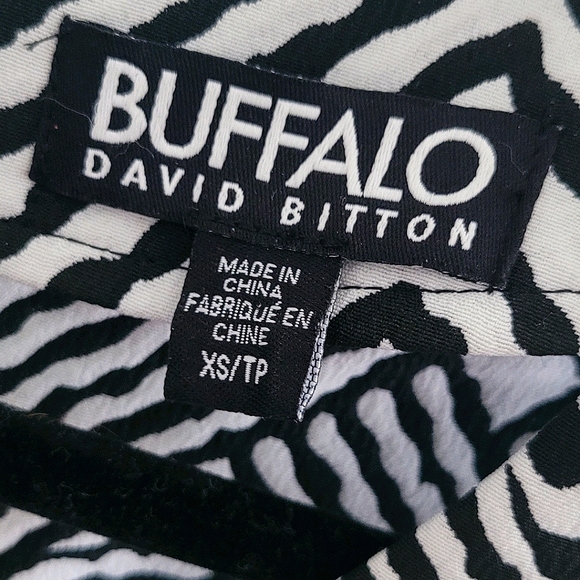 BUFFALO
DAVID BITTON
MADE IN
CHINA
FABRIQUÉ EN
CHINE
XS/TP